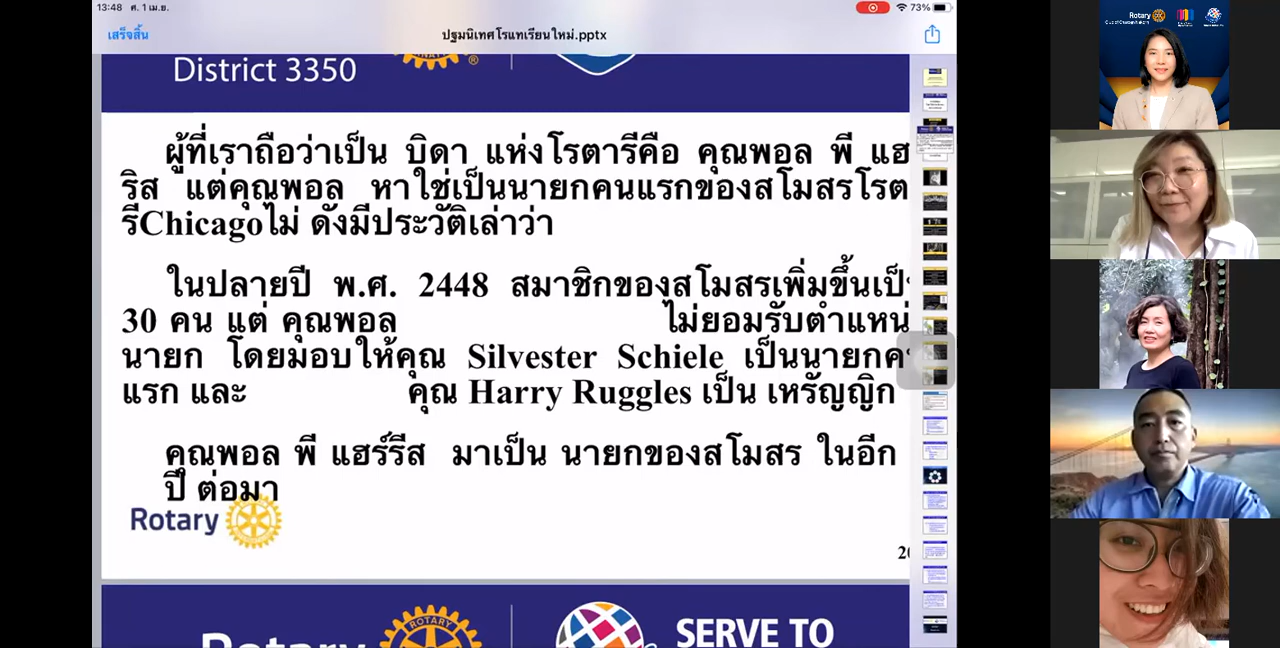 13:48 ศ. 1 เม.ย.
73%
เสร็จสิ้น
ปฐมนิเทศโรแทเรียนใหม่.pptx
District 3350
ผู้ที่เราถือว่าเป็น บิดา แห่งโรตารีคือ คุณพอล พี แฮ
ริส แต่คุณพอล หาใช่เป็นนายกคนแรกของสโมสรโรต
รีChicagoไม่ ดังมีประวัติเล่าว่า
ในปลายปี พ.ศ. 2448 สมาชิกของสโมสรเพิ่มขึ้นเป็
30 คน แต่ คุณพอล ไม่ยอมรับตำแหน่
นายก โดยมอบให้คุณ Silvester Schiele เป็นนายกค
แรก และ คุณ Harry Ruggles เป็น เหรัญญิก
คุณพอล พี แฮร์รีส มาเป็น นายกของสโมสร ในอีก
ปี ต่อมา
Rotary
Rotary
ROTARY
SERVE TO
Rotary